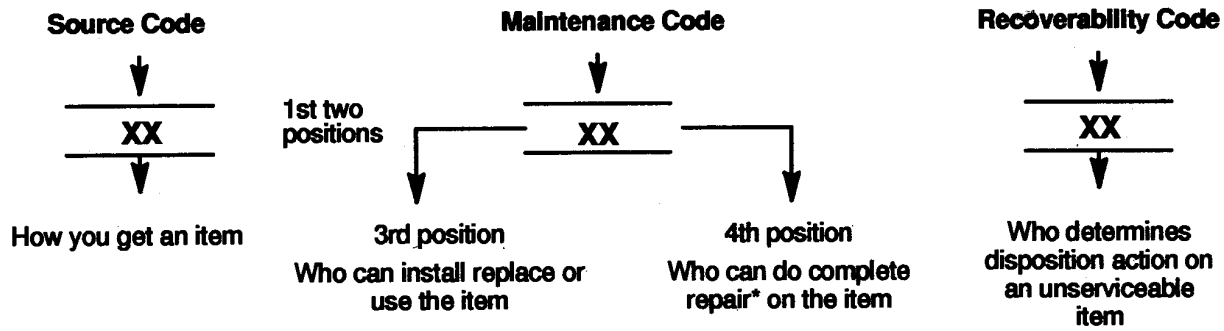 Source Code
XX
How you get an item
1st two
positions
Maintenance Code
XX
3rd position
Who can install replace or
use the item
4th position
Who can do complete
repair* on the item
Recoverability Code
XX
Who determines
disposition action on
an unserviceable
item